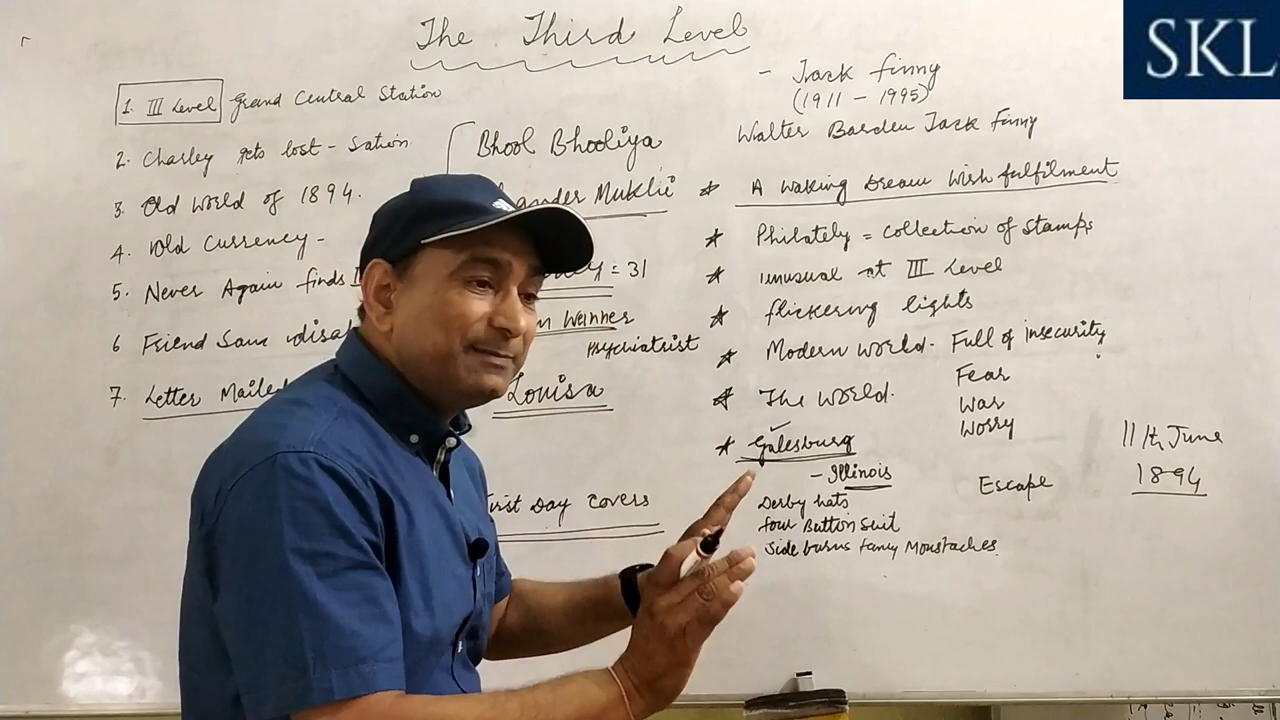 The Third Level
SKL
1. III Level Grand Central Station
2. Charley gets lost - Sation
3. Old world of 1894.
4. Old Currency -
5. Never Again finds
6 Friend Sam
7. Letter Mailed
Bhool Bhooliya
= 31
Psychiatrist
Louisa
First Day Covers
- Jack finny
(1911 - 1995)
Walter Barden Jack Finny
* A waking Dream wish fulfilment
* Philately = collection of stamps
* unusual at III Level
* flickering lights
* Modern world. Full of insecurity
Fear
War
Worry
* The world.
* Galesburg
- Illinois
Derby hats
four Button Suit
Side burns fancy Moustaches
Escape
11th June
1894